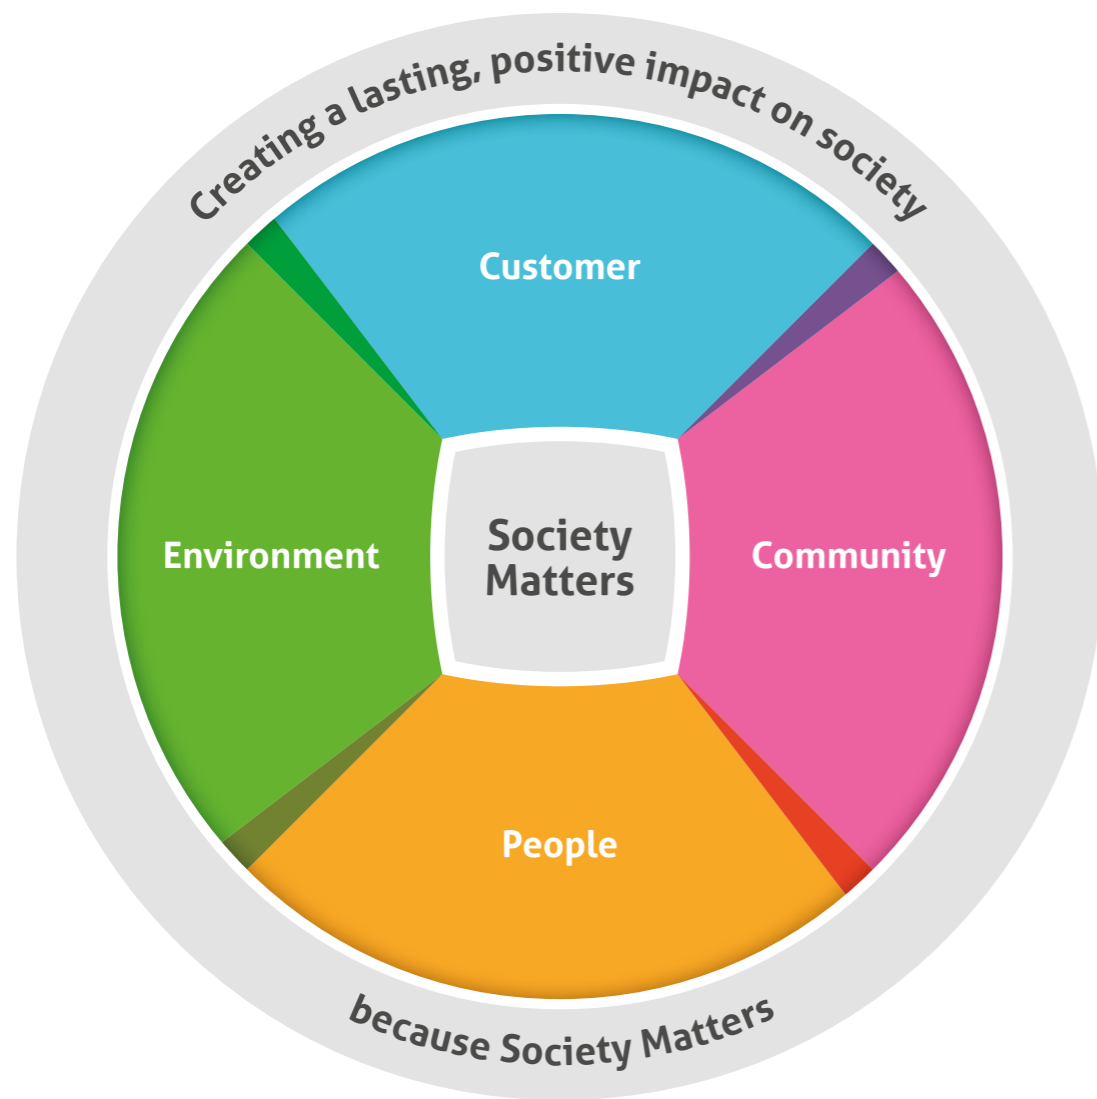 Creating a lasting, positive impact on society
Customer
Environment
Society
Matters
Community
People
because Society Matters